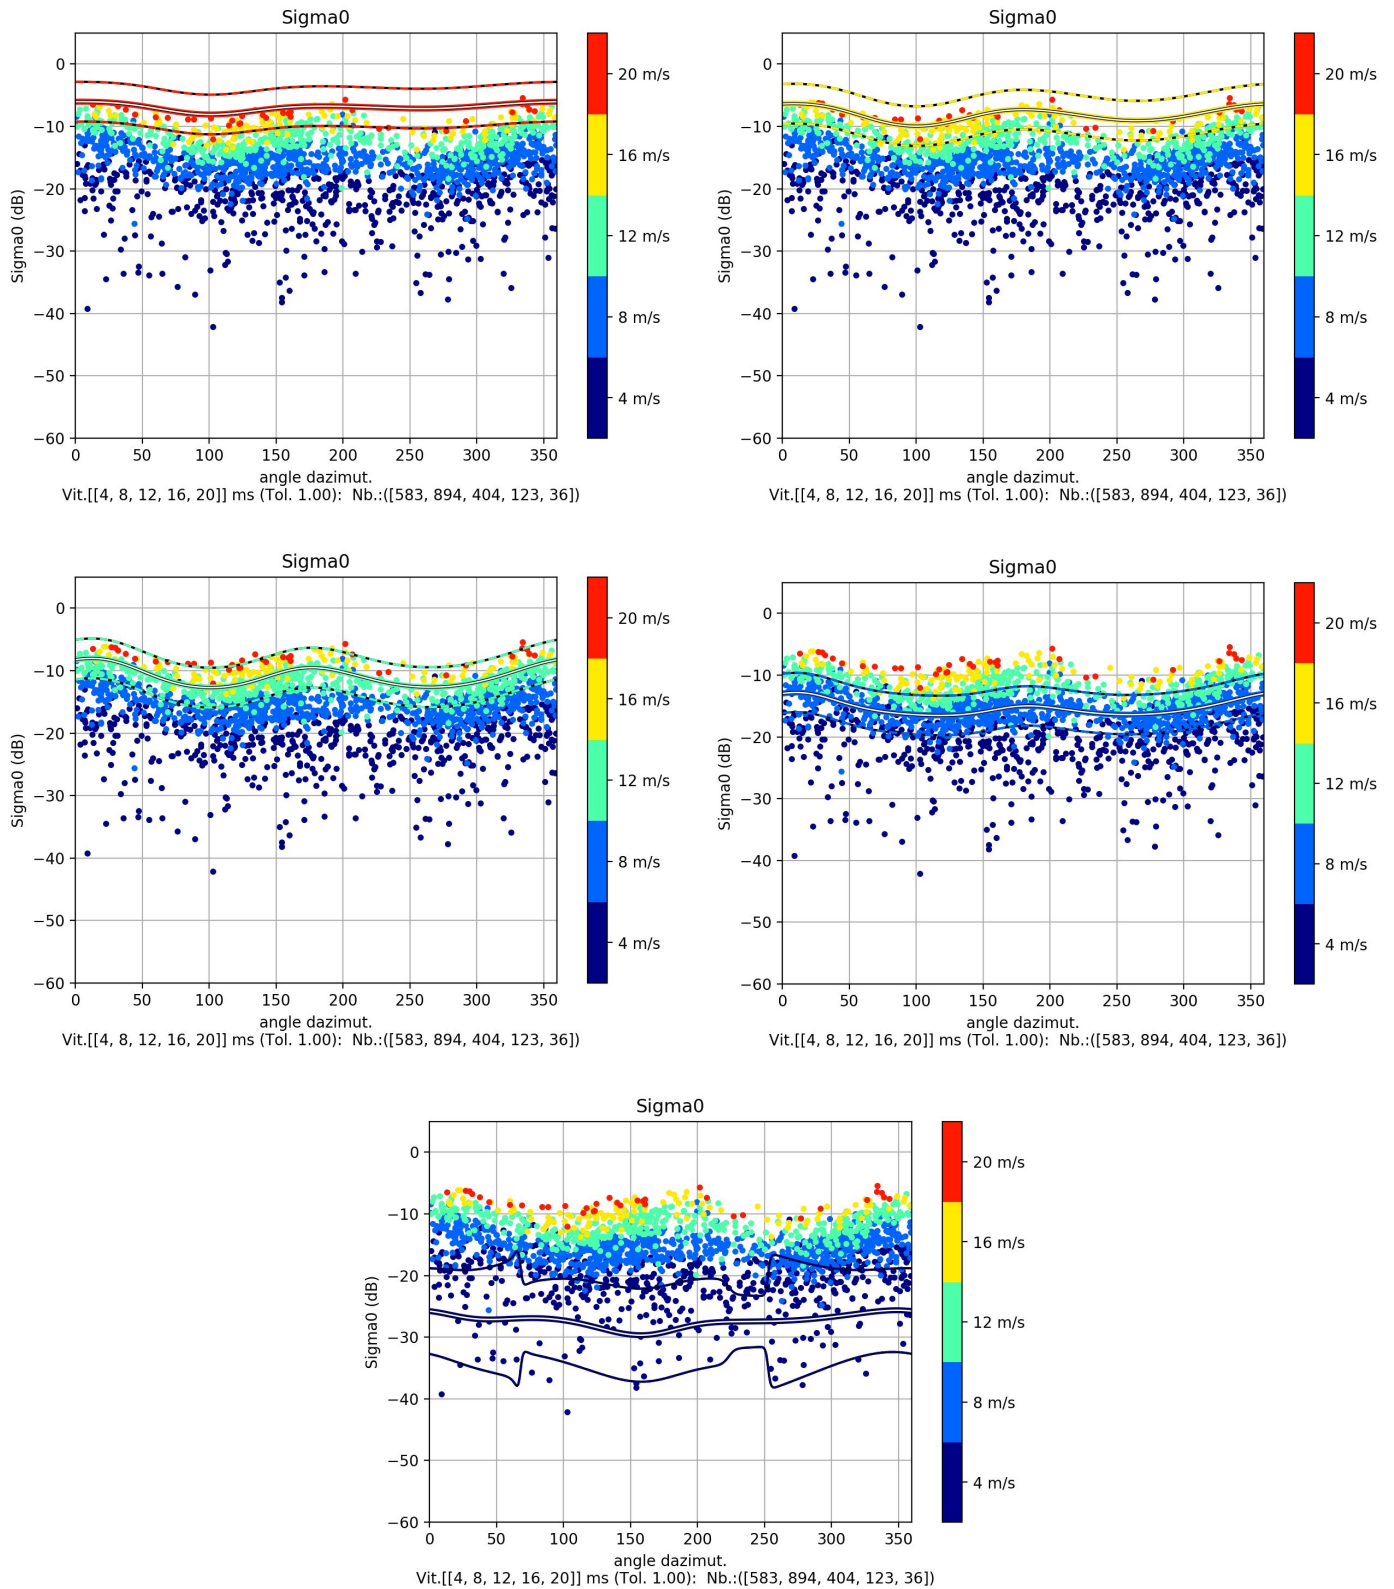 Sigma0
0
−10
−20
−30
−40
−50
−60
Sigma0 (dB)
0 50 100 150 200 250 300 350
angle dazimut.
Vit.[[4, 8, 12, 16, 20]] ms (Tol. 1.00):  Nb.:([583, 894, 404, 123, 36])
20 m/s
16 m/s
12 m/s
8 m/s
4 m/s
Sigma0
0
−10
−20
−30
−40
−50
−60
Sigma0 (dB)
0 50 100 150 200 250 300 350
angle dazimut.
Vit.[[4, 8, 12, 16, 20]] ms (Tol. 1.00):  Nb.:([583, 894, 404, 123, 36])
20 m/s
16 m/s
12 m/s
8 m/s
4 m/s
Sigma0
0
−10
−20
−30
−40
−50
−60
Sigma0 (dB)
0 50 100 150 200 250 300 350
angle dazimut.
Vit.[[4, 8, 12, 16, 20]] ms (Tol. 1.00):  Nb.:([583, 894, 404, 123, 36])
20 m/s
16 m/s
12 m/s
8 m/s
4 m/s
Sigma0
0
−10
−20
−30
−40
−50
−60
Sigma0 (dB)
0 50 100 150 200 250 300 350
angle dazimut.
Vit.[[4, 8, 12, 16, 20]] ms (Tol. 1.00):  Nb.:([583, 894, 404, 123, 36])
20 m/s
16 m/s
12 m/s
8 m/s
4 m/s
Sigma0
0
−10
−20
−30
−40
−50
−60
Sigma0 (dB)
0 50 100 150 200 250 300 350
angle dazimut.
Vit.[[4, 8, 12, 16, 20]] ms (Tol. 1.00):  Nb.:([583, 894, 404, 123, 36])
20 m/s
16 m/s
12 m/s
8 m/s
4 m/s